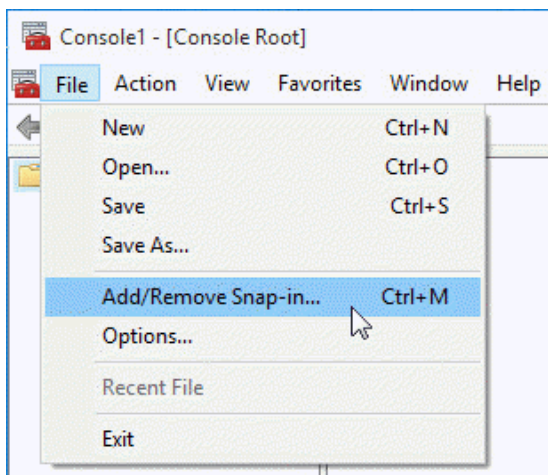 Console1 - [Console Root]
File Action View Favorites Window Help
New Ctrl+N
Open... Ctrl+O
Save Ctrl+S
Save As...
Add/Remove Snap-in... Ctrl+M
Options...
Recent File
Exit